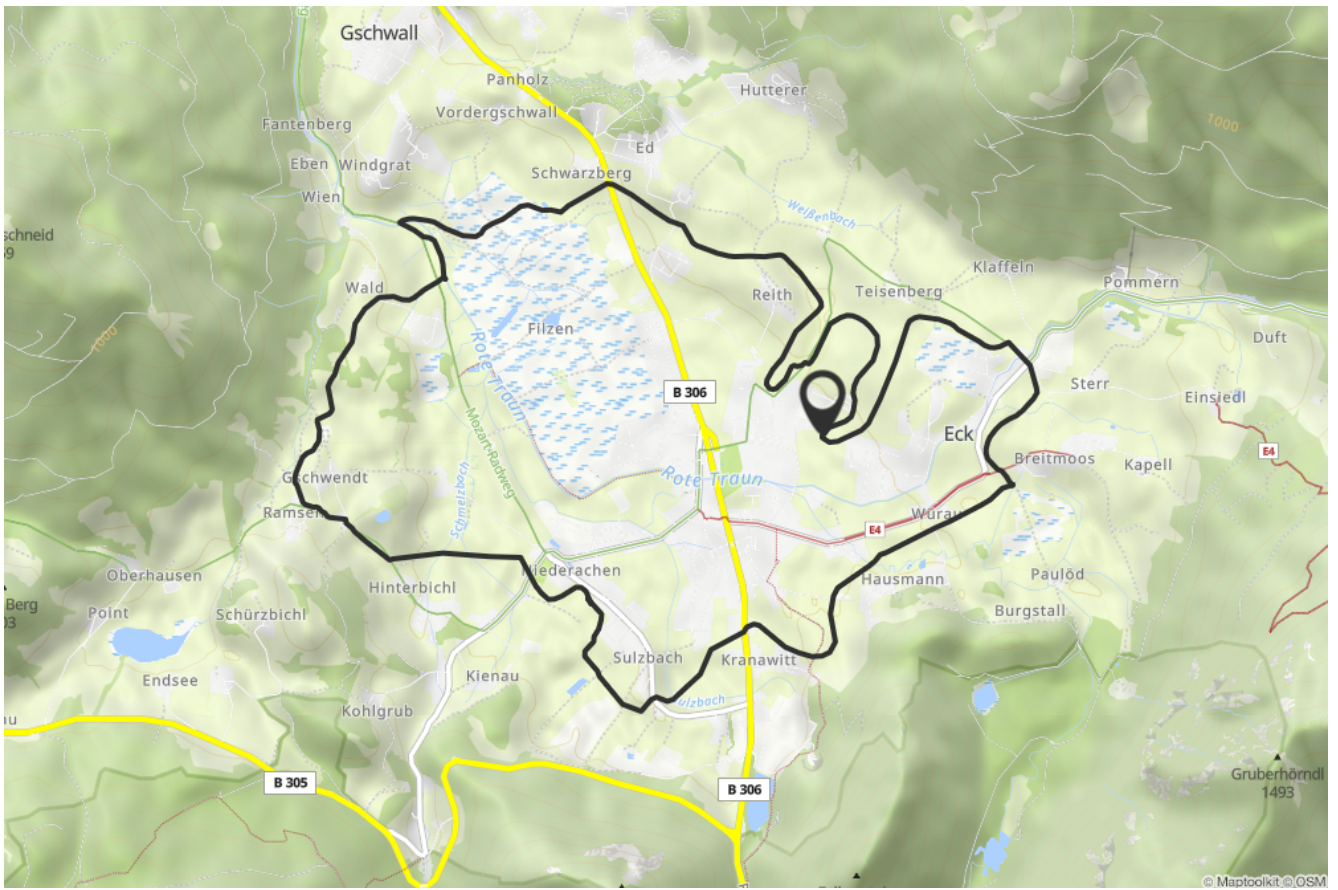 Gschwall
Panholz
Hutterer
Vordergschwall
Fantenberg
1000
Ed
Eben
Windgrat
Schwarzberg
Wien
Weißenbach
schneid
Klaffeln
Pommern
Wald
Reith
Teisenberg
Filzen
Duft
1000
Rote Traun
B 306
Sterr
Einsiedl
Mozart-Radweg
Eck
E4
Breitmoos
Kapell
Gschwendt
Rote Traun
Schmelzbach
Ramsen
Würau
E4
Niederachen
Oberhausen
Hinterbichl
Hausmann
Paulöd
Berg
Point
Schürzbichl
Burgstall
Sulzbach
Kranawitt
Endsee
Kienau
Kohlgrub
B 305
B 306
Gruberhörndl
1493
© Maptoolkit © OSM